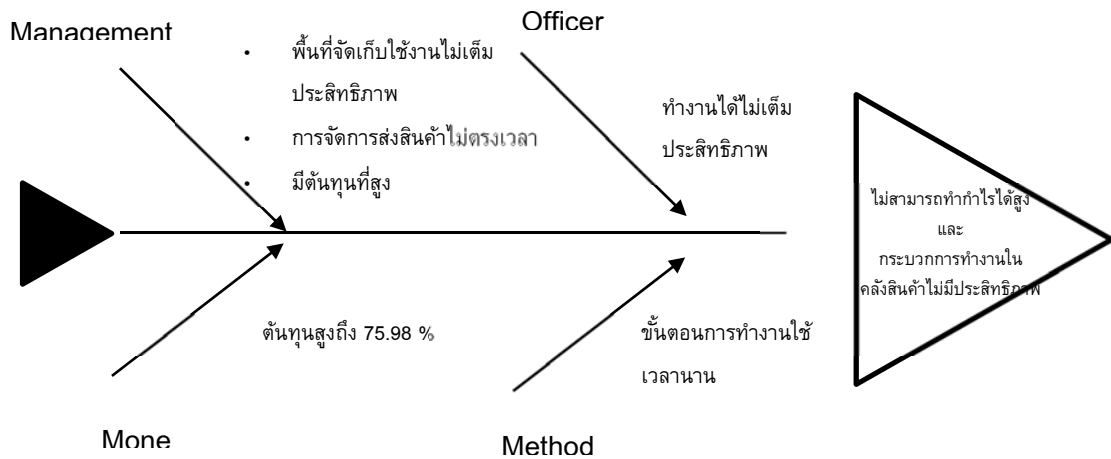 Management
Officer
• พื้นที่จัดเก็บใช้งานไม่เต็ม
ประสิทธิภาพ
• การจัดการส่งสินค้าไม่ตรงเวลา
• มีต้นทุนที่สูง
ทำงานได้ไม่เต็ม
ประสิทธิภาพ
ไม่สามารถทำกำไรได้สูง
และ
กระบวกการทำงานใน
คลังสินค้าไม่มีประสิทธิภาพ
ต้นทุนสูงถึง 75.98 %
ขั้นตอนการทำงานใช้
เวลานาน
Mone
Method